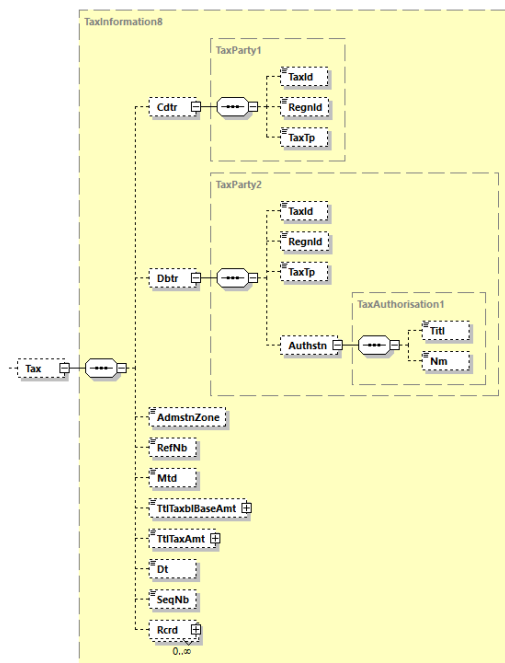 TaxInformation8
TaxParty1
TaxId
Cdtr
RegnId
TaxTp
TaxParty2
TaxId
RegnId
Dbtr
TaxTp
TaxAuthorisation1
Titl
Authstn
Nm
Tax
AdmstnZone
RefNb
Mtd
TtlTaxblBaseAmt
TtlTaxAmt
Dt
SeqNb
Rcrd
0..∞